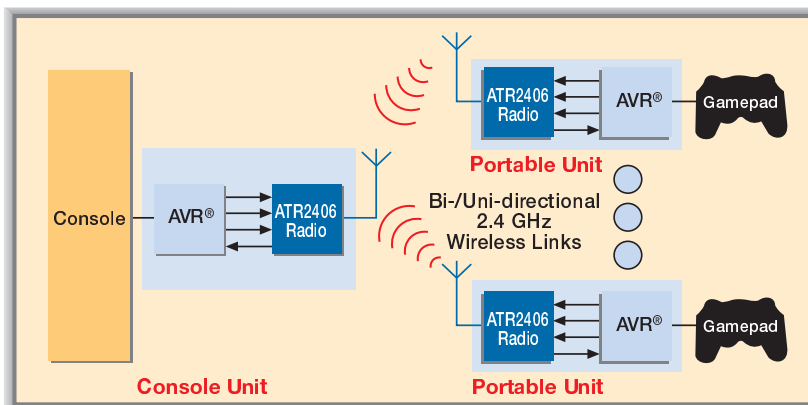 ATR2406
Radio
AVR®
Gamepad
Portable Unit
Console
AVR®
ATR2406
Radio
Bi-/Uni-directional
2.4 GHz
Wireless Links
ATR2406
Radio
AVR®
Gamepad
Console Unit
Portable Unit